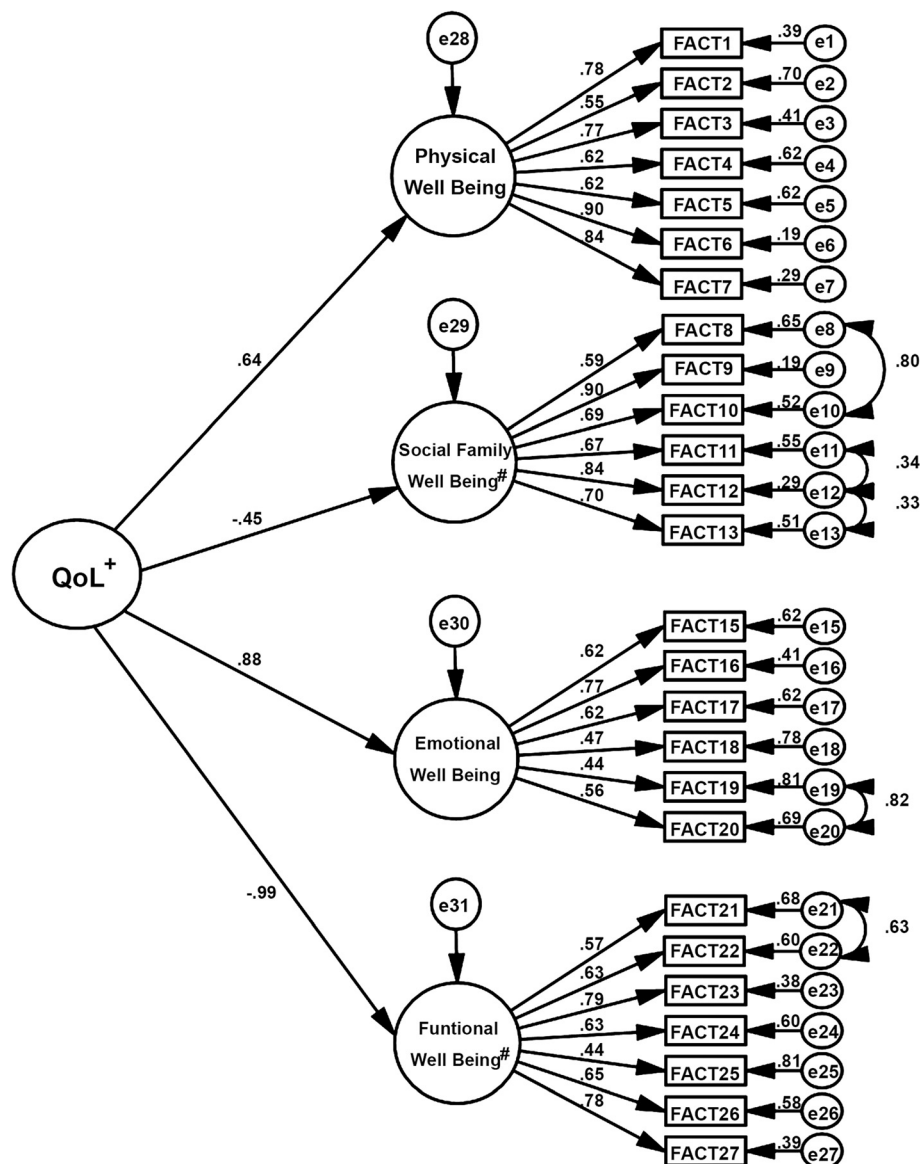 e28
FACT1 .39 e1
.78
FACT2 .70 e2
.55
FACT3 .41 e3
.77
Physical
Well Being
FACT4 .62 e4
.62
FACT5 .62 e5
.62
FACT6 .19 e6
.90
FACT7 .29 e7
.84
e29
FACT8 .65 e8
.59
.80
FACT9 .19 e9
.90
.64
FACT10 .52 e10
.69
Social Family
Well Being#
FACT11 .55 e11
.67
.34
FACT12 .29 e12
.84
.33
FACT13 .51 e13
.70
-.45
QoL+
e30
FACT15 .62 e15
.62
FACT16 .41 e16
.77
.88
FACT17 .62 e17
.62
Emotional
Well Being
FACT18 .78 e18
.47
FACT19 .81 e19
.44
.82
FACT20 .69 e20
.56
-.99
e31
FACT21 .68 e21
.57
.63
FACT22 .60 e22
.63
FACT23 .38 e23
.79
Funtional
Well Being#
FACT24 .60 e24
.63
FACT25 .81 e25
.44
FACT26 .58 e26
.65
FACT27 .39 e27
.78